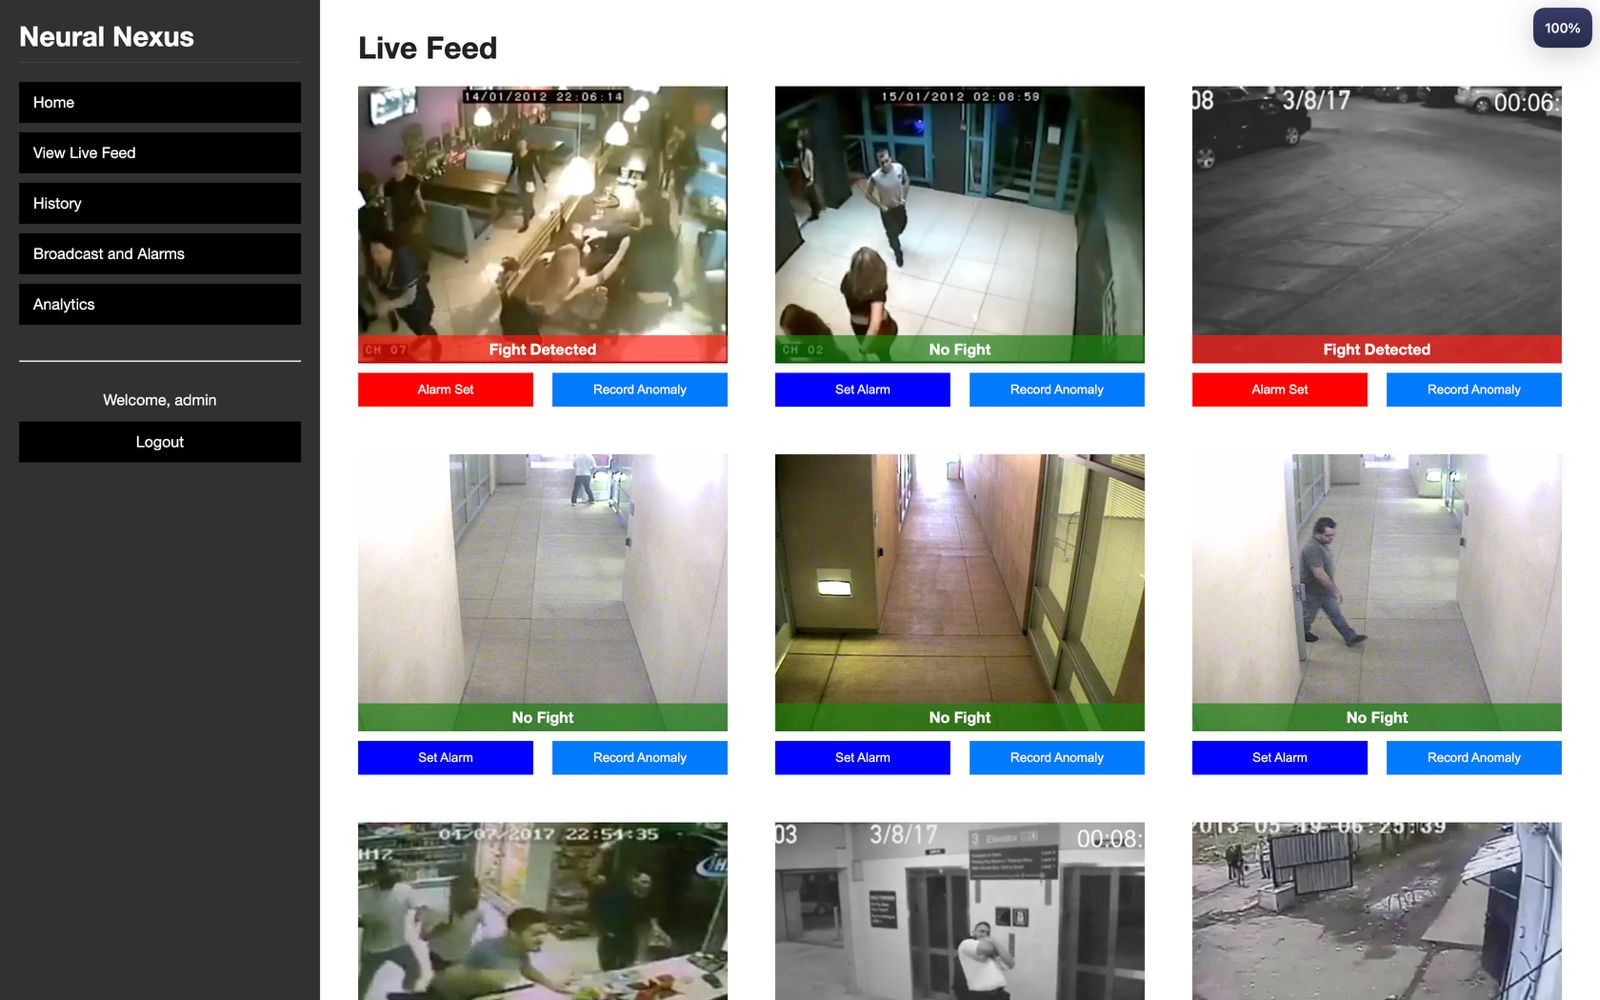 Neural Nexus
Home
View Live Feed
History
Broadcast and Alarms
Analytics
Welcome, admin
Logout
Live Feed
100%
14/01/2012 22:06:14
CH 07
Fight Detected
Alarm Set
Record Anomaly
15/01/2012 02:08:59
CH 02
No Fight
Set Alarm
Record Anomaly
08 3/8/17 00:06:
Fight Detected
Alarm Set
Record Anomaly
No Fight
Set Alarm
Record Anomaly
No Fight
Set Alarm
Record Anomaly
No Fight
Set Alarm
Record Anomaly
04/07/2017 22:54:35
H12
03 3/8/17 00:08:
3 Elevator
2013-05-19 06:25:39